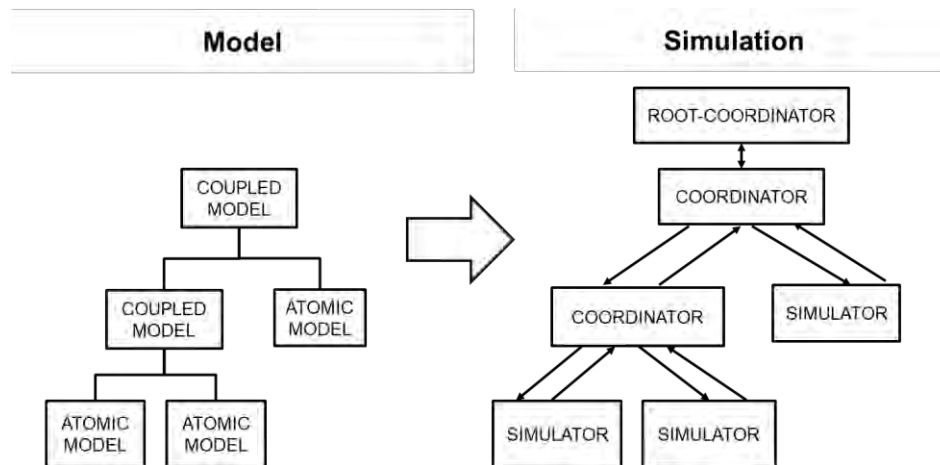 Model
Simulation
ROOT-COORDINATOR
COUPLED
MODEL
COORDINATOR
COUPLED
MODEL
ATOMIC
MODEL
COORDINATOR
SIMULATOR
ATOMIC
MODEL
ATOMIC
MODEL
SIMULATOR
SIMULATOR